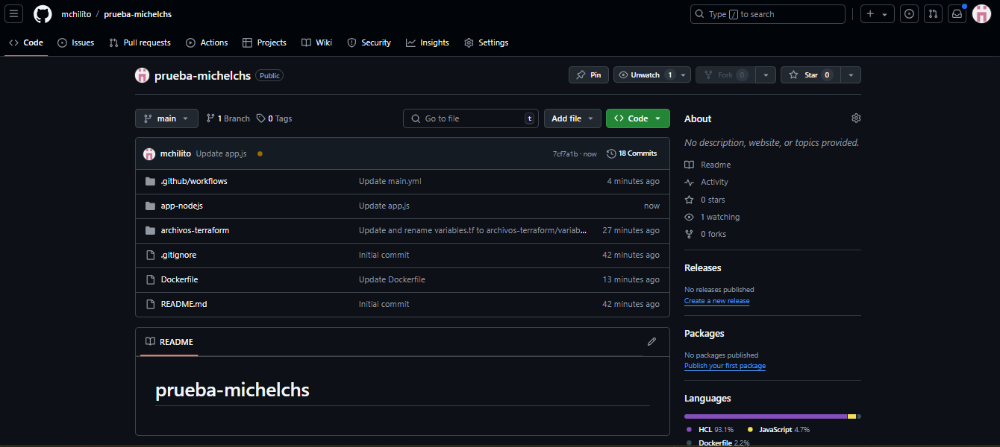 mchilito / prueba-michelchs
Type / to search
Code Issues Pull requests Actions Projects Wiki Security Insights Settings
prueba-michelchs Public
Pin Unwatch 1 Fork 0 Star 0
main 1 Branch 0 Tags Go to file t Add file Code
mchilito Update app.js 7cf7a1b · now 18 Commits
.github/workflows Update main.yml 4 minutes ago
app-nodejs Update app.js now
archivos-terraform Update and rename variables.tf to archivos-terraform/variab... 27 minutes ago
.gitignore Initial commit 42 minutes ago
Dockerfile Update Dockerfile 13 minutes ago
README.md Initial commit 42 minutes ago
README
prueba-michelchs
About
No description, website, or topics provided.
Readme
Activity
0 stars
1 watching
0 forks
Releases
No releases published
Create a new release
Packages
No packages published
Publish your first package
Languages
HCL 93.1% JavaScript 4.7%
Dockerfile 2.2%